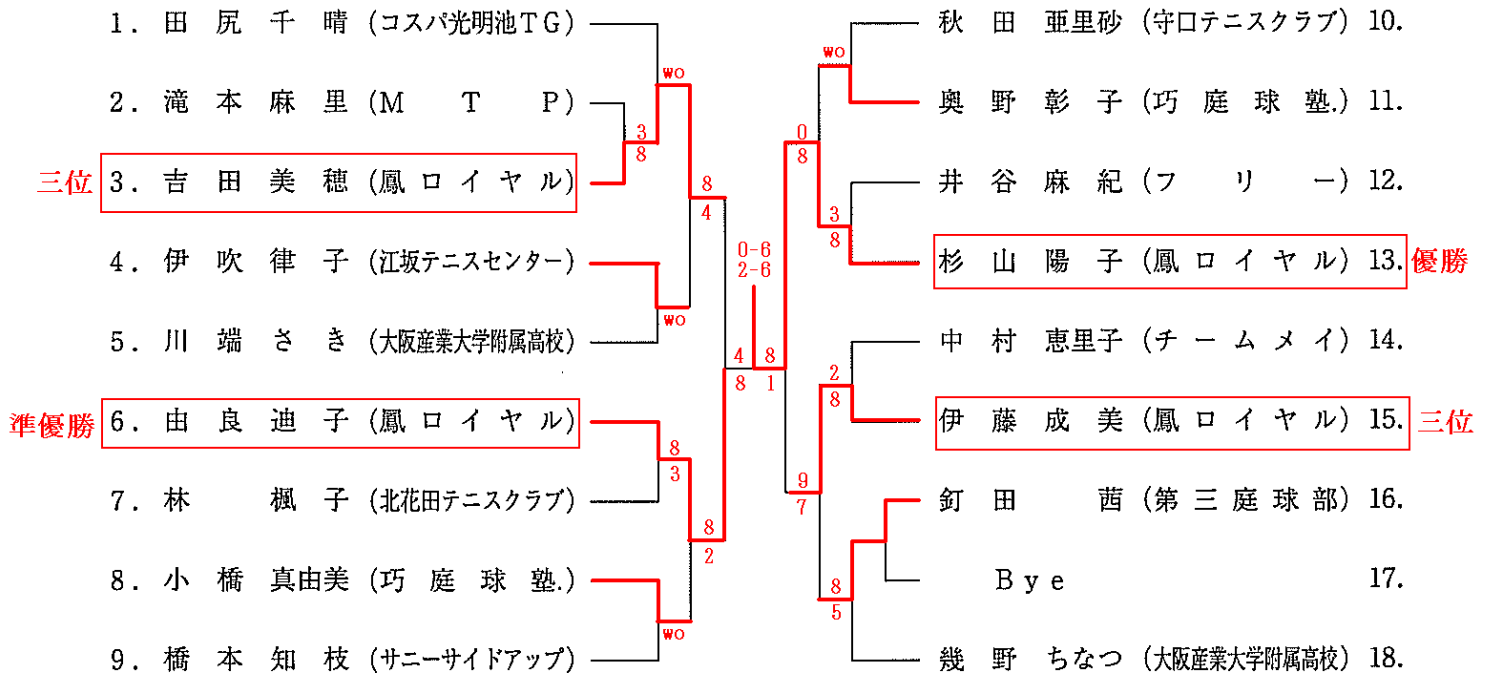 1. 田尻千晴 (コスパ光明池TG)
wo
2. 滝本麻里 (MTP)
3
8
三位 3. 吉田美穂 (鳳ロイヤル)
8
4
4. 伊吹律子 (江坂テニスセンター)
wo
5. 川端さき (大阪産業大学附属高校)
4
8
準優勝 6. 由良迪子 (鳳ロイヤル)
8
3
7. 林楓子 (北花田テニスクラブ)
8
2
8. 小橋真由美 (巧庭球塾.)
wo
9. 橋本知枝 (サニーサイドアップ)
0-6
2-6
8
1
秋田亜里砂 (守口テニスクラブ) 10.
wo
奥野彰子 (巧庭球塾.) 11.
0
8
井谷麻紀 (フリー) 12.
3
8
杉山陽子 (鳳ロイヤル) 13. 優勝
中村恵里子 (チームメイ) 14.
2
8
伊藤成美 (鳳ロイヤル) 15. 三位
9
7
釘田茜 (第三庭球部) 16.
Bye 17.
8
5
幾野ちなつ (大阪産業大学附属高校) 18.